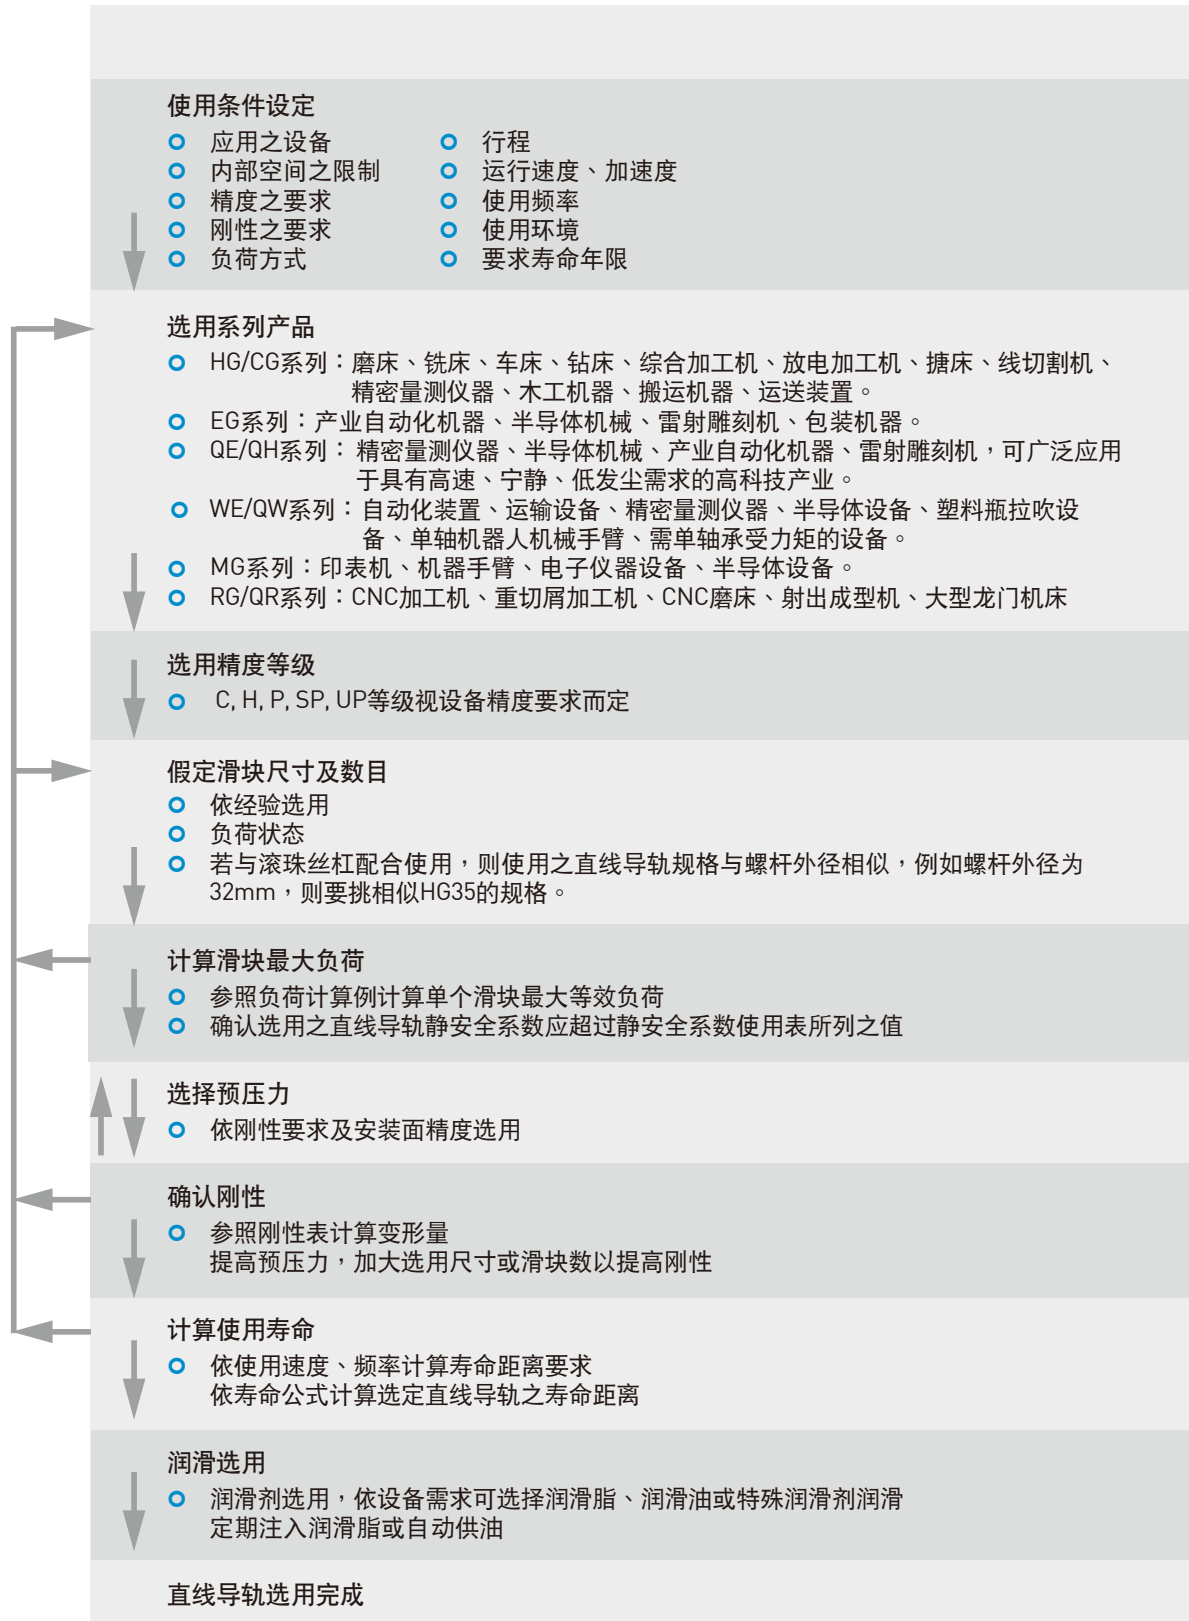 使用条件设定
应用之设备
内部空间之限制
精度之要求
刚性之要求
负荷方式
行程
运行速度、加速度
使用频率
使用环境
要求寿命年限
选用系列产品
HG/CG系列：磨床、铣床、车床、钻床、综合加工机、放电加工机、搪床、线切割机、
精密量测仪器、木工机器、搬运机器、运送装置。
EG系列：产业自动化机器、半导体机械、雷射雕刻机、包装机器。
QE/QH系列：精密量测仪器、半导体机械、产业自动化机器、雷射雕刻机，可广泛应用
于具有高速、宁静、低发尘需求的高科技产业。
WE/QW系列：自动化装置、运输设备、精密量测仪器、半导体设备、塑料瓶拉吹设
备、单轴机器人机械手臂、需单轴承受力矩的设备。
MG系列：印表机、机器手臂、电子仪器设备、半导体设备。
RG/QR系列：CNC加工机、重切屑加工机、CNC磨床、射出成型机、大型龙门机床
选用精度等级
C, H, P, SP, UP等级视设备精度要求而定
假定滑块尺寸及数目
依经验选用
负荷状态
若与滚珠丝杠配合使用，则使用之直线导轨规格与螺杆外径相似，例如螺杆外径为
32mm，则要挑相似HG35的规格。
计算滑块最大负荷
参照负荷计算例计算单个滑块最大等效负荷
确认选用之直线导轨静安全系数应超过静安全系数使用表所列之值
选择预压力
依刚性要求及安装面精度选用
确认刚性
参照刚性表计算变形量
提高预压力，加大选用尺寸或滑块数以提高刚性
计算使用寿命
依使用速度、频率计算寿命距离要求
依寿命公式计算选定直线导轨之寿命距离
润滑选用
润滑剂选用，依设备需求可选择润滑脂、润滑油或特殊润滑剂润滑
定期注入润滑脂或自动供油
直线导轨选用完成